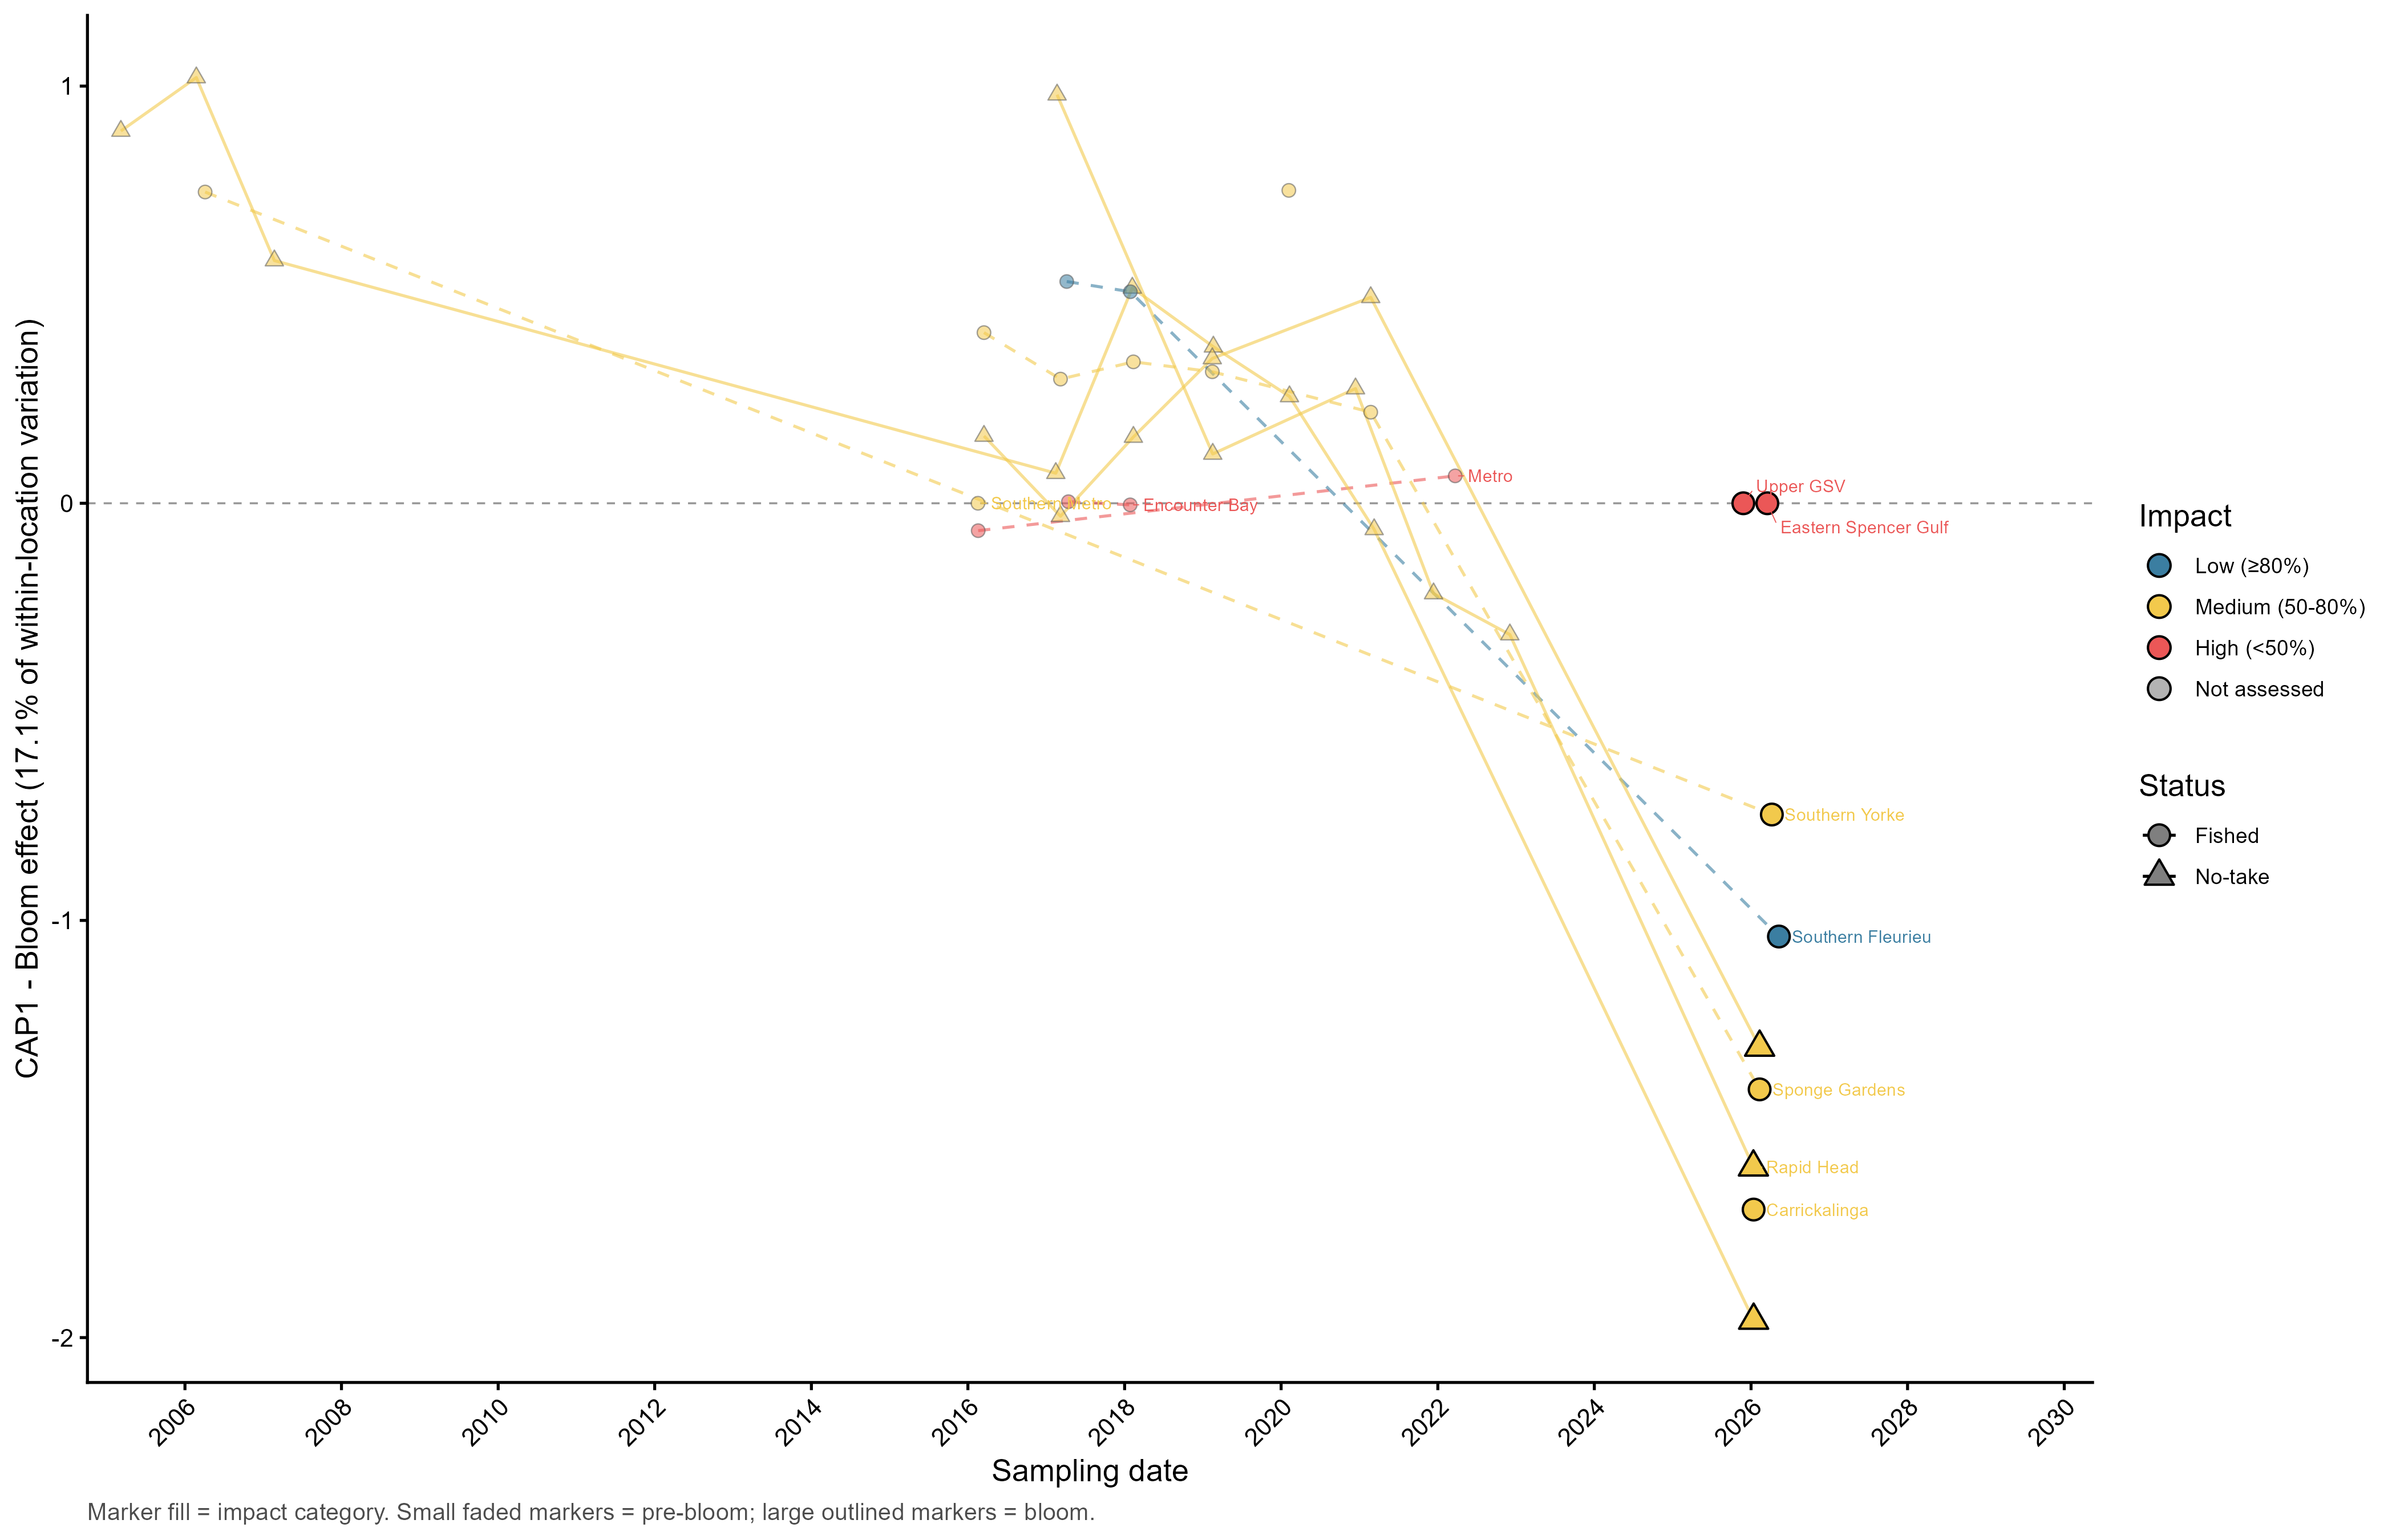 CAP1 - Bloom effect (17.1% of within-location variation)
1
0
-1
-2
Southern Metro
Encounter Bay
Metro
Upper GSV
Eastern Spencer Gulf
Southern Yorke
Southern Fleurieu
Sponge Gardens
Rapid Head
Carrickalinga
2006
2008
2010
2012
2014
2016
2018
2020
2022
2024
2026
2028
2030
Sampling date
Impact
Low (≥80%)
Medium (50-80%)
High (<50%)
Not assessed
Status
Fished
No-take
Marker fill = impact category. Small faded markers = pre-bloom; large outlined markers = bloom.